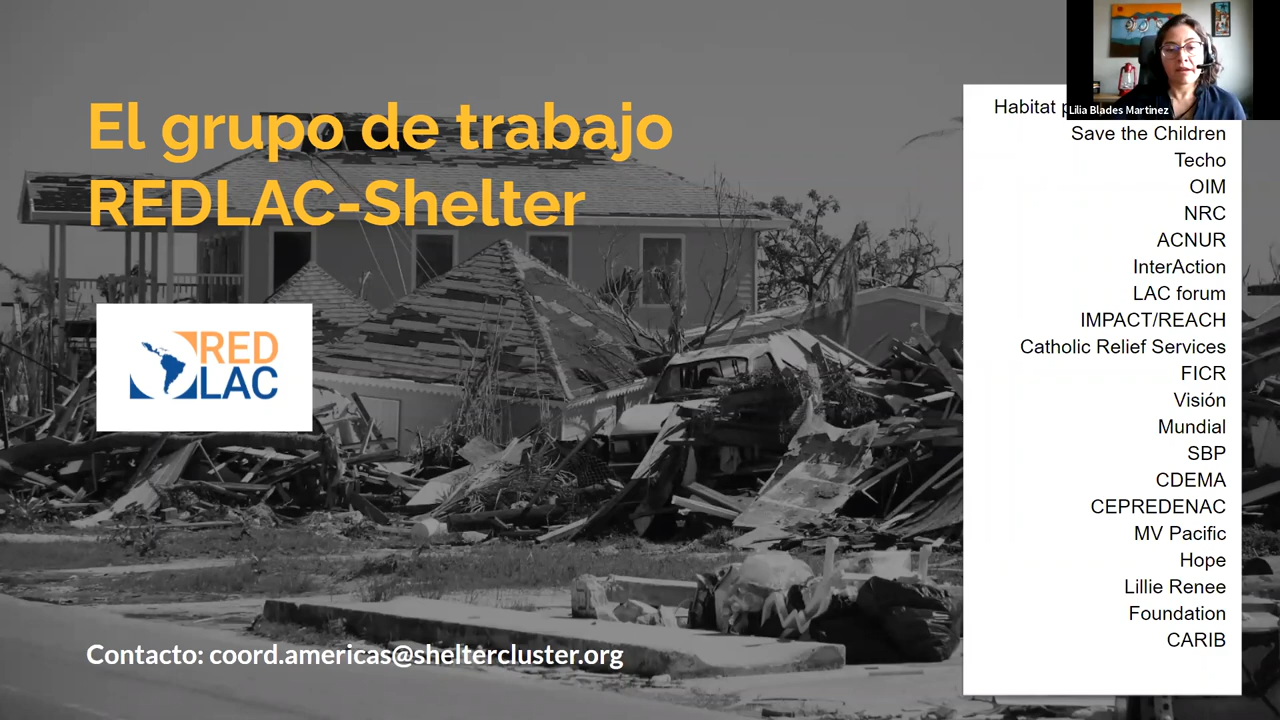 El grupo de trabajo
REDLAC-Shelter
RED
LAC
Contacto: coord.americas@sheltercluster.org
Lilia Blades Martinez
Habitat
Save the Children
Techo
OIM
NRC
ACNUR
InterAction
LAC forum
IMPACT/REACH
Catholic Relief Services
FICR
Visión
Mundial
SBP
CDEMA
CEPREDENAC
MV Pacific
Hope
Lillie Renee
Foundation
CARIB